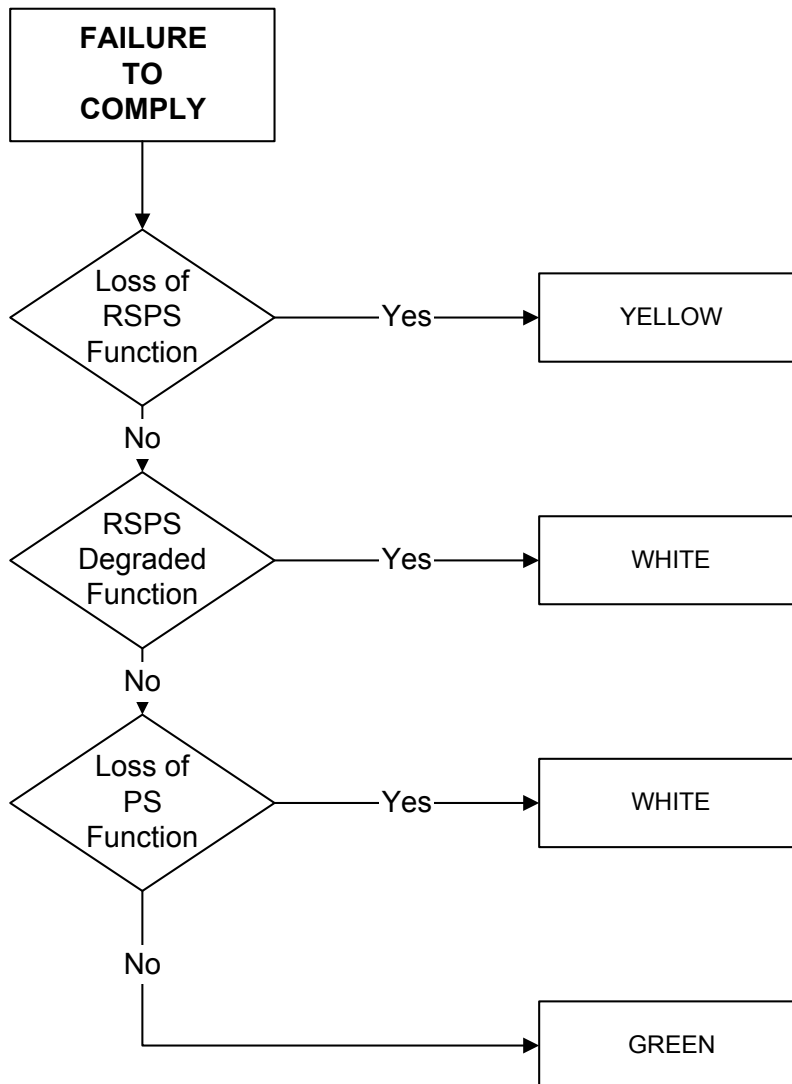 FAILURE
TO
COMPLY
Loss of
RSPS
Function
Yes
YELLOW
No
RSPS
Degraded
Function
Yes
WHITE
No
Loss of
PS
Function
Yes
WHITE
No
GREEN